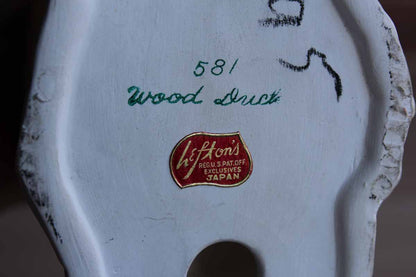 581
Wood Duck
Lefton's
REG. U.S. PAT. OFF.
EXCLUSIVES
JAPAN